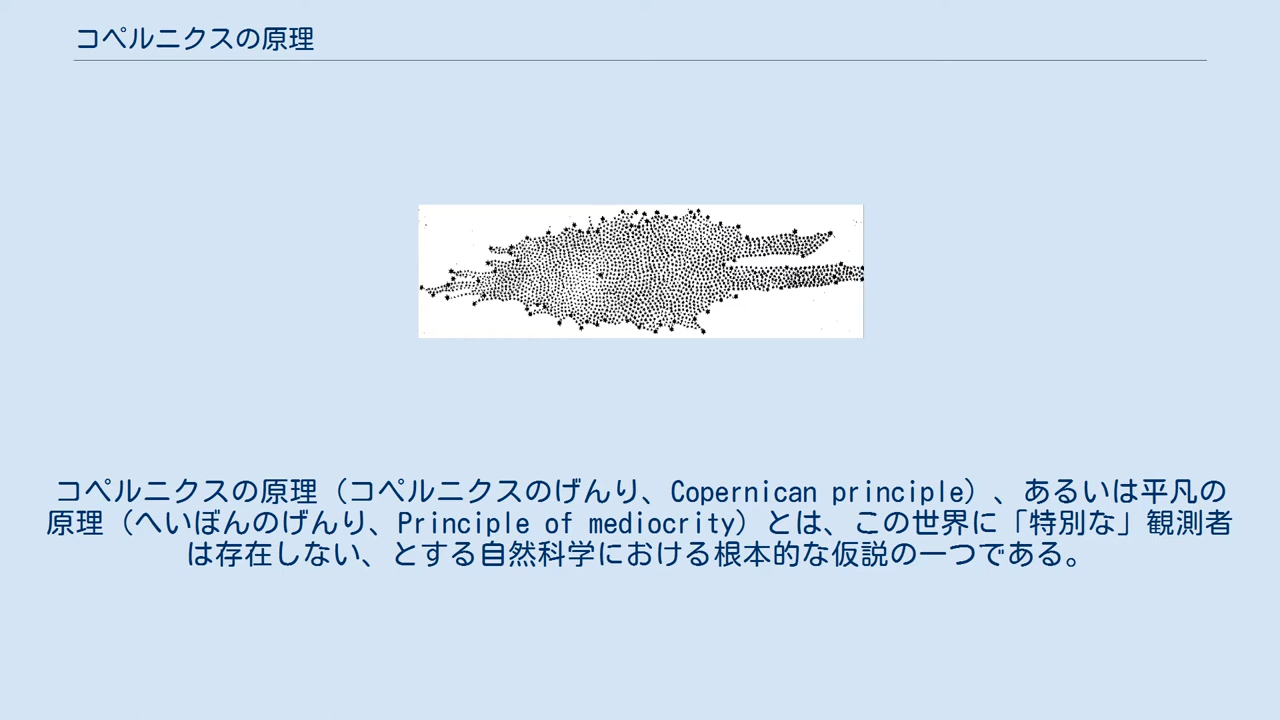 コペルニクスの原理
コペルニクスの原理（コペルニクスのげんり、Copernican principle）、あるいは平凡の
原理（へいぼんのげんり、Principle of mediocrity）とは、この世界に「特別な」観測者
は存在しない、とする自然科学における根本的な仮説の一つである。